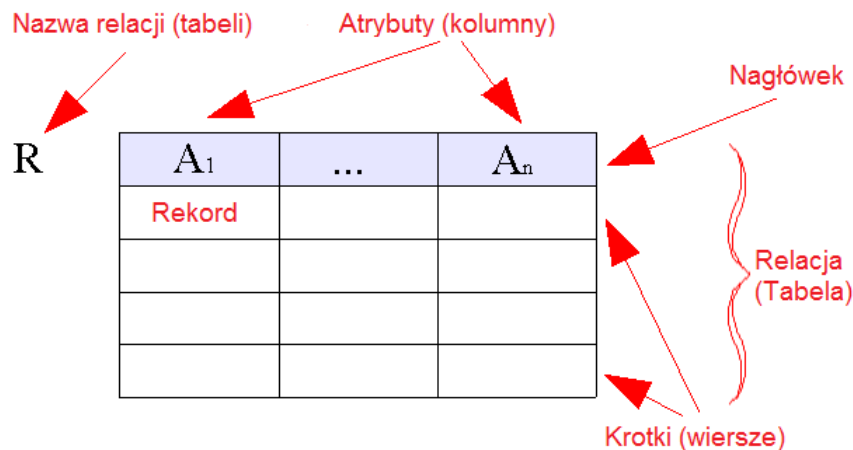 Nazwa relacji (tabeli)
Atrybuty (kolumny)
Nagłówek
R
A1
...
An
Rekord
Relacja
(Tabela)
Krotki (wiersze)